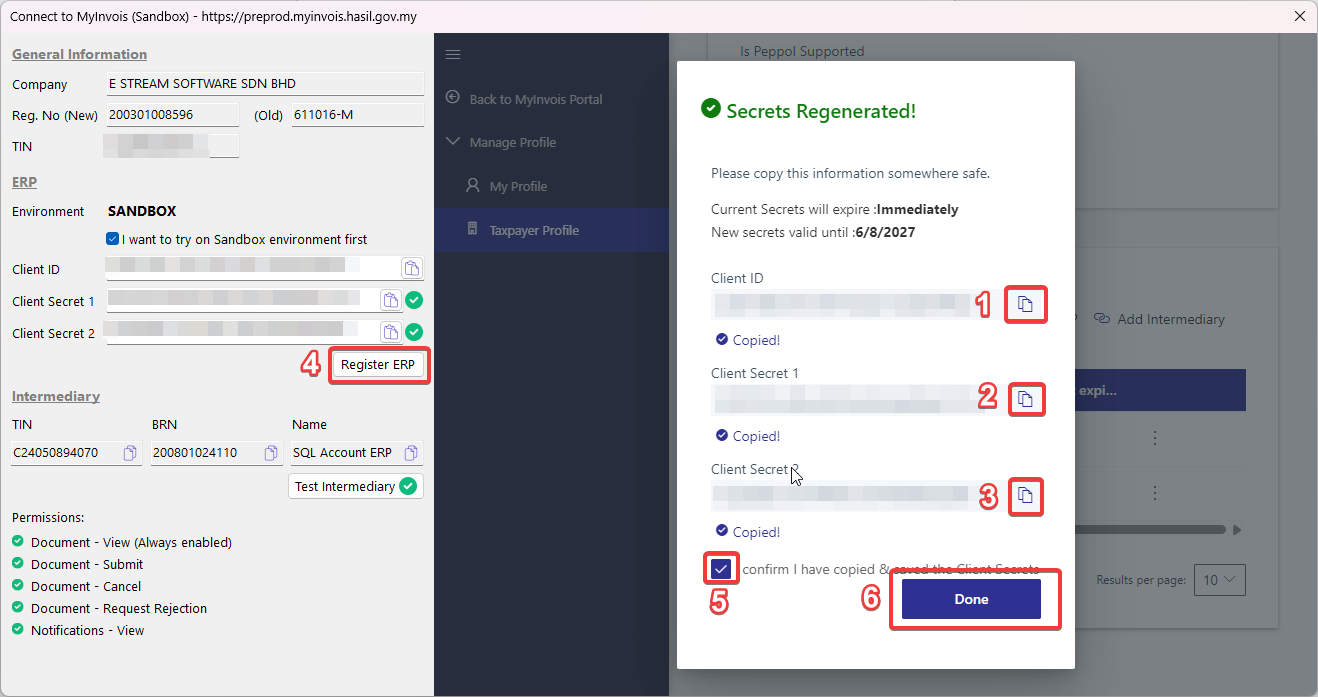 Connect to MyInvois (Sandbox) - https://preprod.myinvois.hasil.gov.my
General Information
Company
E STREAM SOFTWARE SDN BHD
Reg. No (New)
200301008596
(Old)
611016-M
TIN
ERP
Environment
SANDBOX
I want to try on Sandbox environment first
Client ID
Client Secret 1
Client Secret 2
4
Register ERP
Intermediary
TIN
BRN
Name
C24050894070
200801024110
SQL Account ERP
Test Intermediary
Permissions:
Document - View (Always enabled)
Document - Submit
Document - Cancel
Document - Request Rejection
Notifications - View
Back to MyInvois Portal
Manage Profile
My Profile
Taxpayer Profile
Is Peppol Supported
Secrets Regenerated!
Please copy this information somewhere safe.
Current Secrets will expire :Immediately
New secrets valid until :6/8/2027
Client ID
1
Copied!
Client Secret 1
2
Copied!
Client Secret 2
3
Copied!
confirm I have copied & saved the Client Secrets
5
6
Done
Add Intermediary
expi...
Results per page:
10